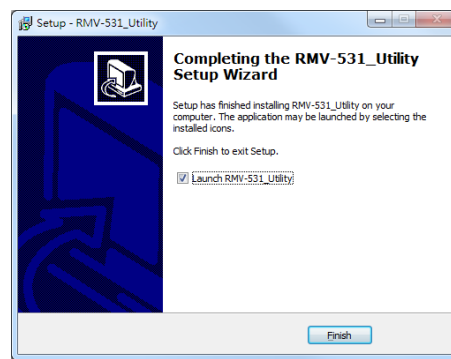 Setup - RMV-531_Utility
Completing the RMV-531_Utility
Setup Wizard
Setup has finished installing RMV-531_Utility on your
computer. The application may be launched by selecting the
installed icons.
Click Finish to exit Setup.
Launch RMV-531_Utility
Finish